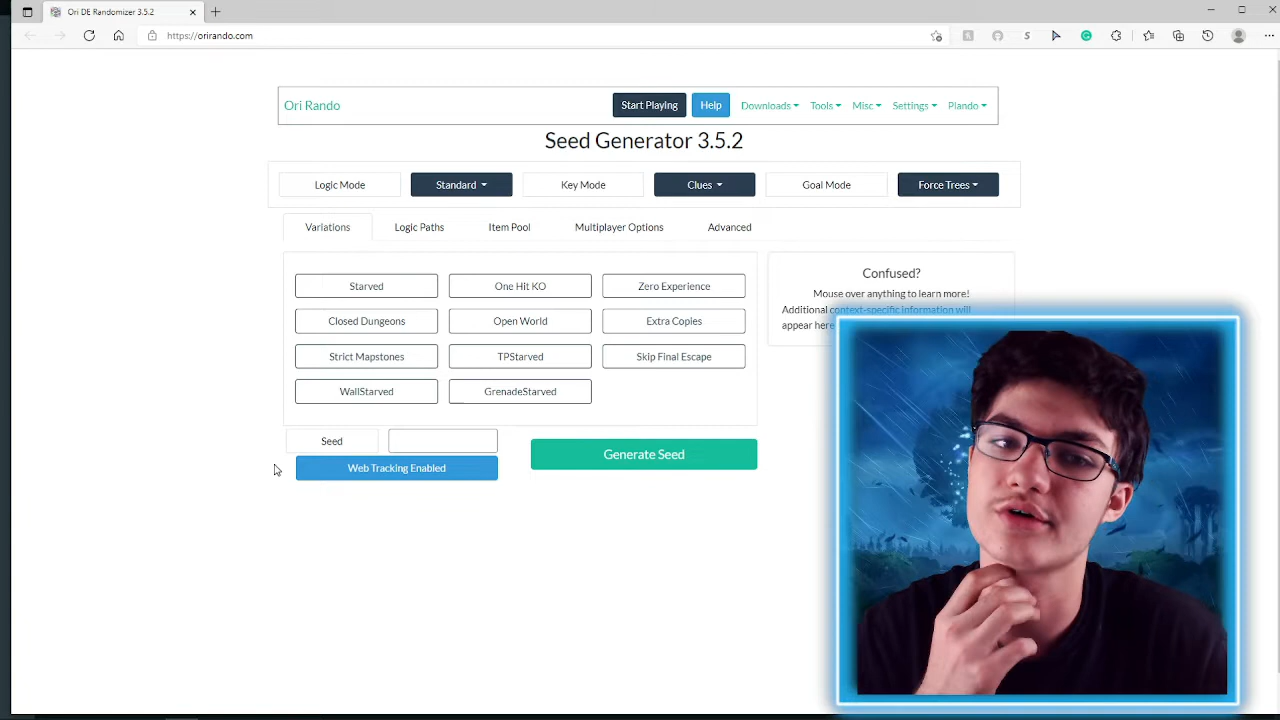 Ori DE Randomizer 3.5.2
https://orirando.com
Ori Rando
Start Playing
Help
Downloads
Tools
Misc
Settings
Plando
Seed Generator 3.5.2
Logic Mode
Standard
Key Mode
Clues
Goal Mode
Force Trees
Variations
Logic Paths
Item Pool
Multiplayer Options
Advanced
Starved
One Hit KO
Zero Experience
Closed Dungeons
Open World
Extra Copies
Strict Mapstones
TPStarved
Skip Final Escape
WallStarved
GrenadeStarved
Confused?
Mouse over anything to learn more!
Additional context-specific information will
appear here
Seed
Web Tracking Enabled
Generate Seed